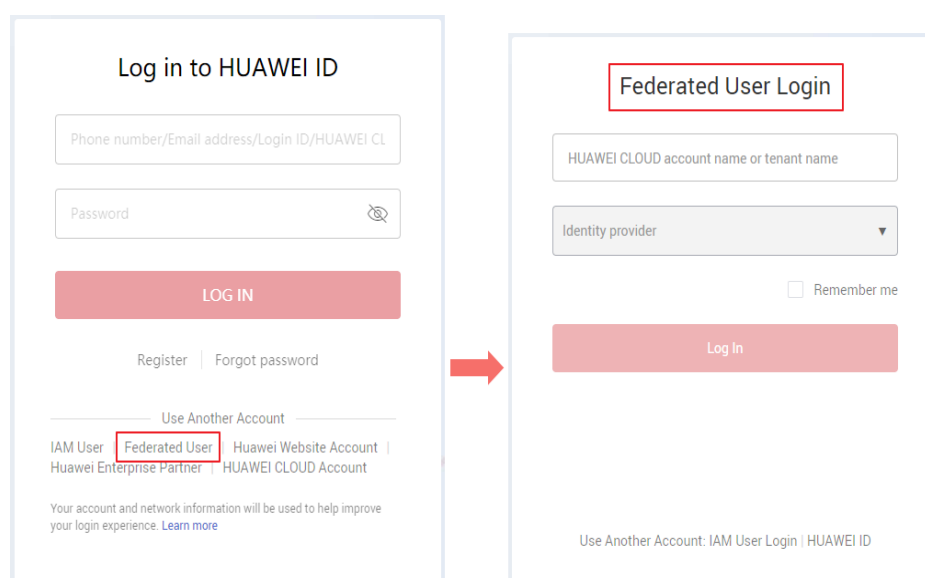 Log in to HUAWEI ID
Phone number/Email address/Login ID/HUAWEI CL
Password
LOG IN
Register | Forgot password
Use Another Account
IAM User | Federated User | Huawei Website Account |
Huawei Enterprise Partner | HUAWEI CLOUD Account
Your account and network information will be used to help improve
your login experience. Learn more
Federated User Login
HUAWEI CLOUD account name or tenant name
Identity provider
Remember me
Log In
Use Another Account: IAM User Login | HUAWEI ID